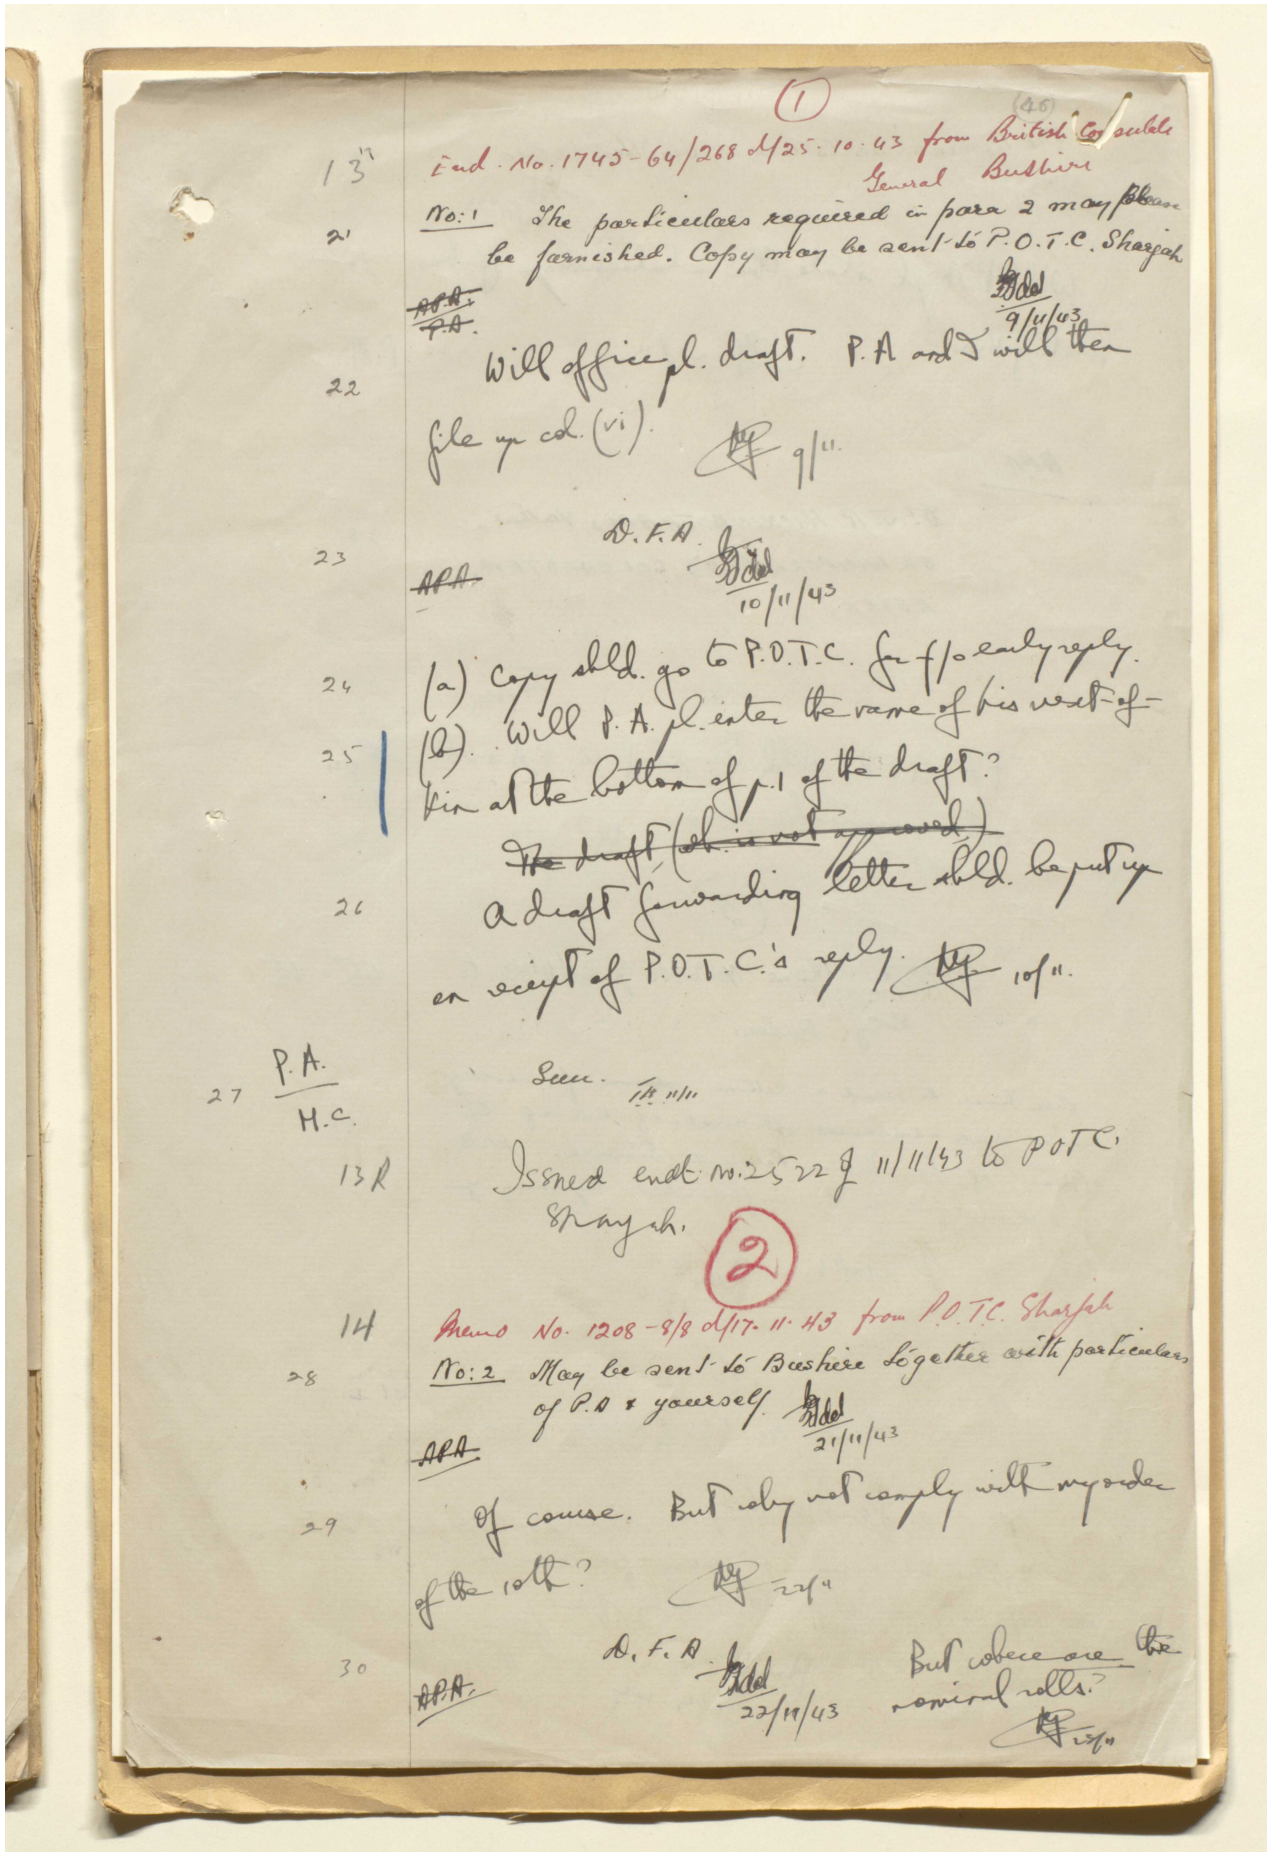 1
(46)
13 End. No. 1745-64/268 d/25.10.43 from British Consulate
General Bushire
21 No:1 The particulars required in para 2 may please
be furnished. Copy may be sent to P.O.T.C. Sharjah
A.P.A.
P.A.
9/11/43
22 Will office pl. draft. P.A and I will then
file up col. (vi).
9/11.
23 D.F.A.
A.P.A.
10/11/43
24 (a) Copy shld. go to P.O.T.C. for f/o early reply.
25 (b). Will P.A. pl. enter the name of his next-of-
kin at the bottom of p.1 of the draft?
The draft (wh. is not approved)
26 A draft forwarding letter shld. be put up
on receipt of P.O.T.C.'s reply. 10/11.
27 P.A.
H.C.
Seen. 11/11
13R Issued endt. no: 2522 of 11/11/43 to POTC.
Sharjah.
2
14 Memo No. 1208-8/8 d/17.11.43 from P.O.T.C. Sharjah
28 No:2 May be sent to Bushire together with particulars
of P.A & yourself.
21/11/43
APA
29 Of course. But why not comply with my order
of the 10th? 22/11
30 D.F.A.
A.P.A.
22/11/43
But where are the
nominal rolls?